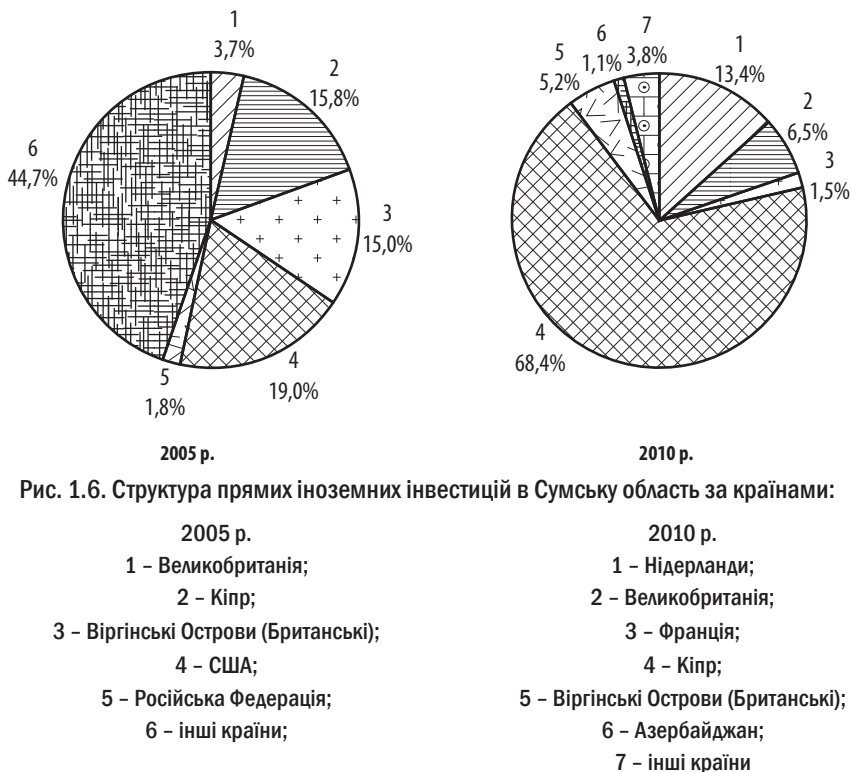 1
3,7%
2
15,8%
3
15,0%
4
19,0%
5
1,8%
6
44,7%
2005 р.
1
13,4%
2
6,5%
3
1,5%
4
68,4%
5
5,2%
6
1,1%
7
3,8%
2010 р.
Рис. 1.6. Структура прямих іноземних інвестицій в Сумську область за країнами:
2005 р.
1 – Великобританія;
2 – Кіпр;
3 – Віргінські Острови (Британські);
4 – США;
5 – Російська Федерація;
6 – інші країни;
2010 р.
1 – Нідерланди;
2 – Великобританія;
3 – Франція;
4 – Кіпр;
5 – Віргінські Острови (Британські);
6 – Азербайджан;
7 – інші країни